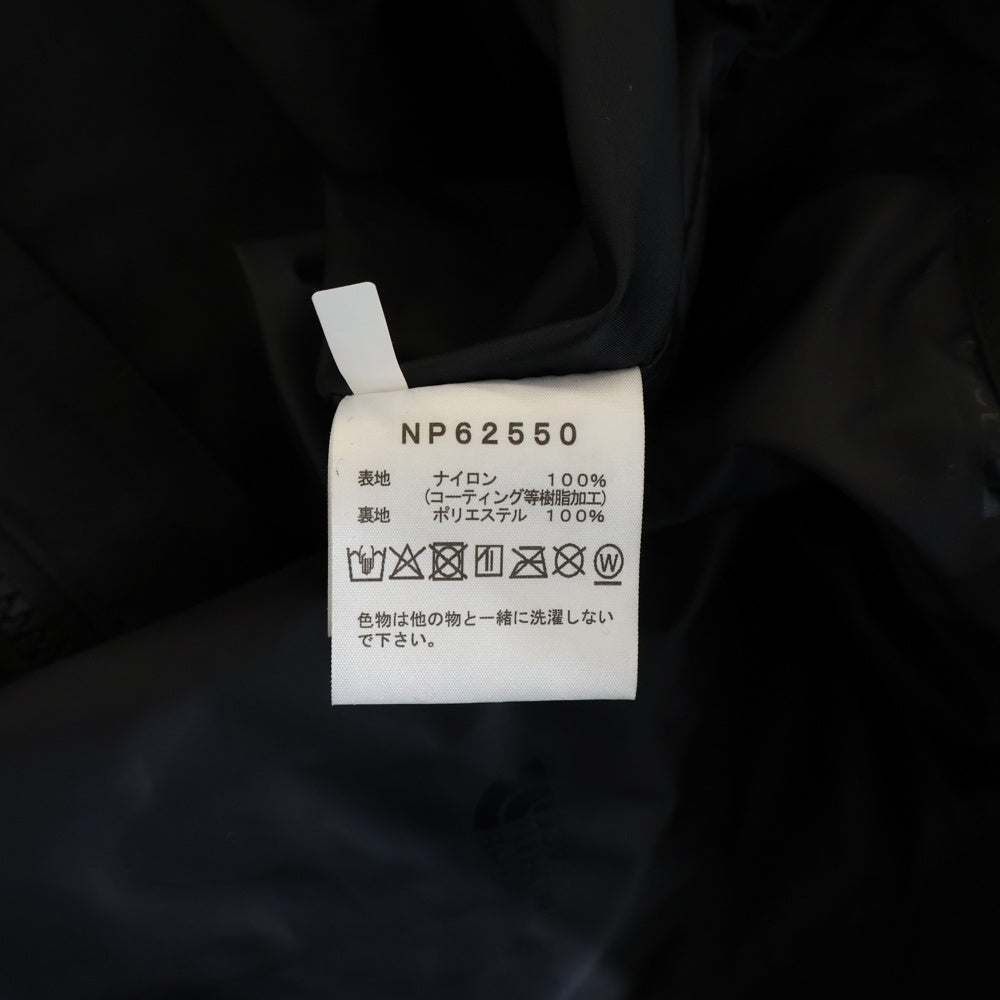 NP62550
表地 ナイロン 100%
(コーティング等樹脂加工)
裏地 ポリエステル 100%
W
色物は他の物と一緒に洗濯しない
で下さい。